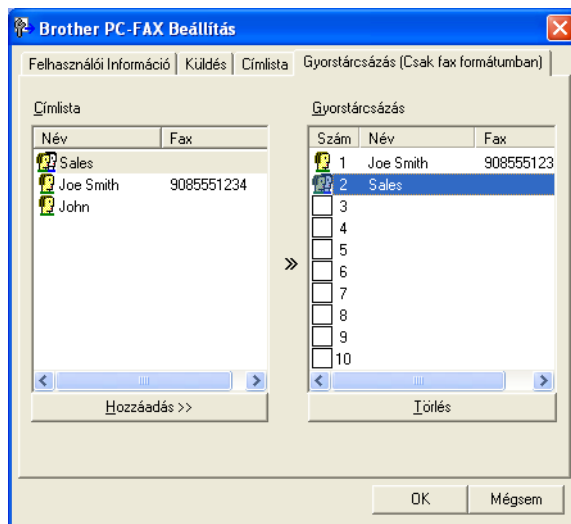 Brother PC-FAX Beállítás
Felhasználói Információ Küldés Címlista Gyorstárcsázás (Csak fax formátumban)
Címlista
Név Fax
Sales
Joe Smith 9085551234
John
»
Hozzáadás >>
Gyorstárcsázás
Szám Név Fax
1 Joe Smith 908555123
2 Sales
3
4
5
6
7
8
9
10
Törlés
OK Mégsem